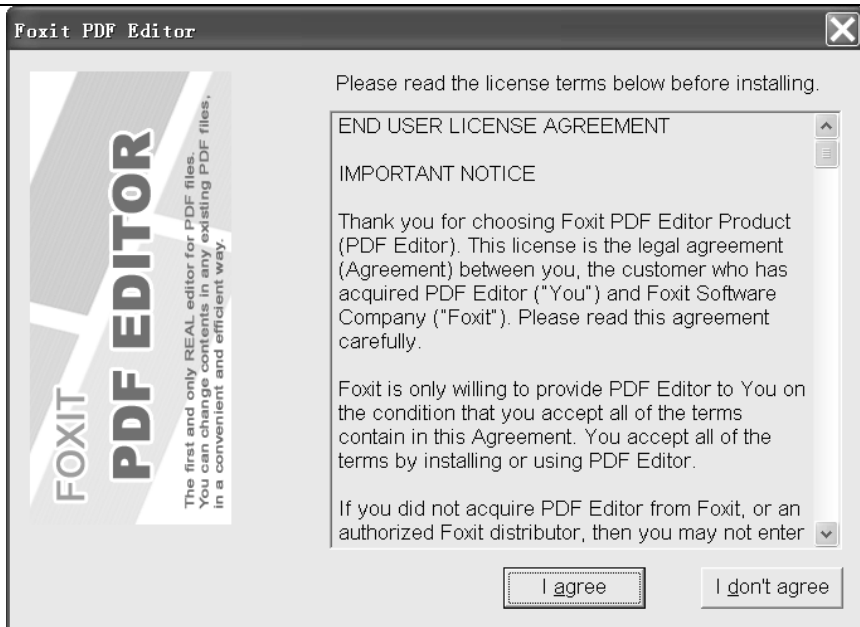 Foxit PDF Editor
FOXIT
PDF EDITOR
The first and only REAL editor for PDF files.
You can change contents in any existing PDF files,
in a convenient and efficient way.
Please read the license terms below before installing.
END USER LICENSE AGREEMENT
IMPORTANT NOTICE
Thank you for choosing Foxit PDF Editor Product
(PDF Editor). This license is the legal agreement
(Agreement) between you, the customer who has
acquired PDF Editor ("You") and Foxit Software
Company ("Foxit"). Please read this agreement
carefully.
Foxit is only willing to provide PDF Editor to You on
the condition that you accept all of the terms
contain in this Agreement. You accept all of the
terms by installing or using PDF Editor.
If you did not acquire PDF Editor from Foxit, or an
authorized Foxit distributor, then you may not enter
I agree
I don't agree